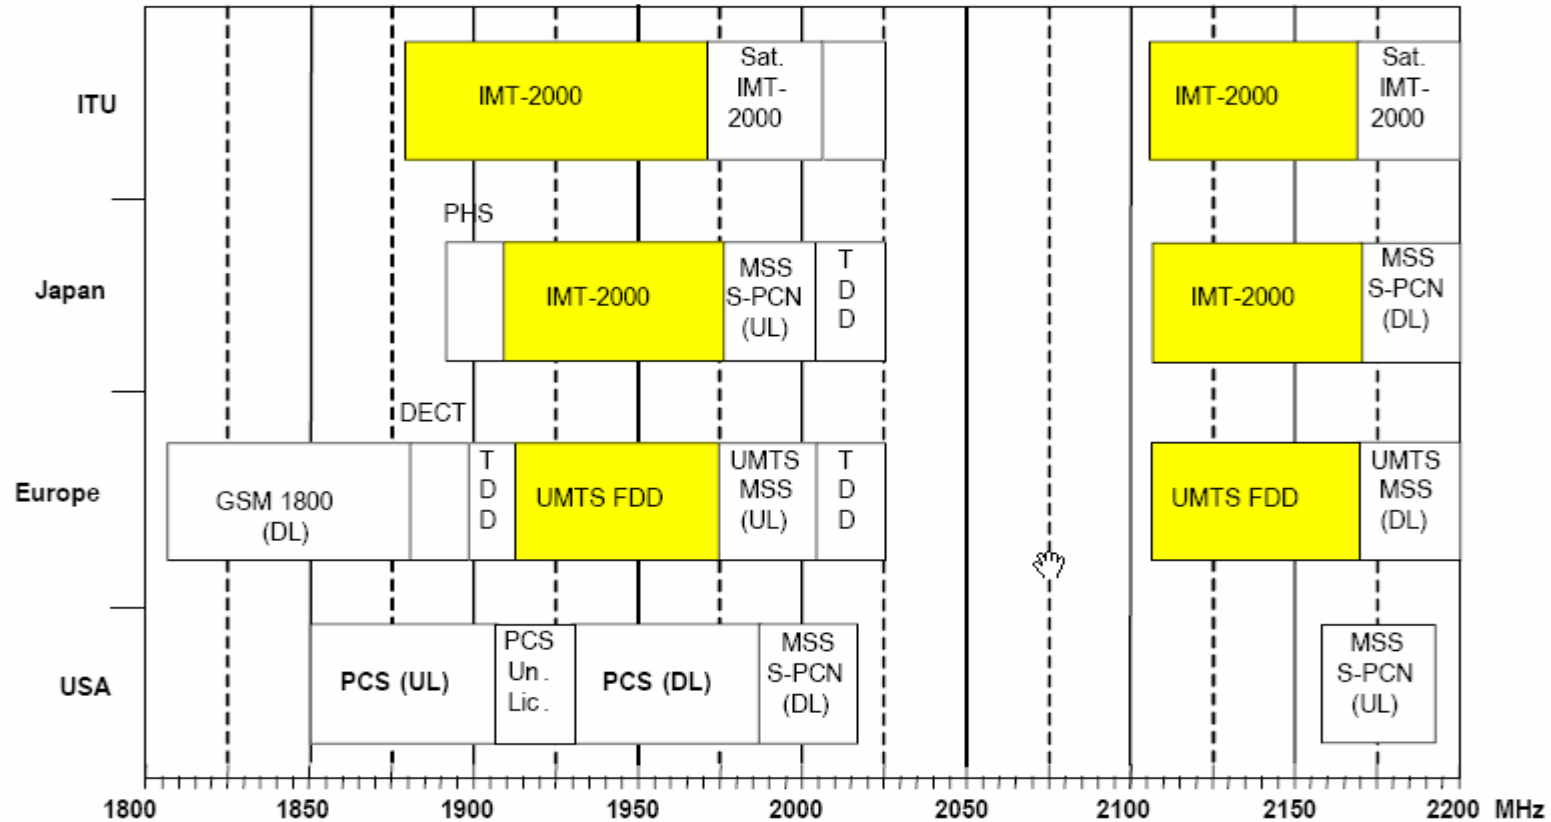 ITU
IMT-2000
Sat.
IMT-
2000
IMT-2000
Sat.
IMT-
2000
PHS
Japan
IMT-2000
MSS
S-PCN
(UL)
T
D
D
IMT-2000
MSS
S-PCN
(DL)
DECT
Europe
GSM 1800
(DL)
T
D
D
UMTS FDD
UMTS
MSS
(UL)
T
D
D
UMTS FDD
UMTS
MSS
(DL)
USA
PCS (UL)
PCS
Un.
Lic.
PCS (DL)
MSS
S-PCN
(DL)
MSS
S-PCN
(UL)
1800 1850 1900 1950 2000 2050 2100 2150 2200 MHz